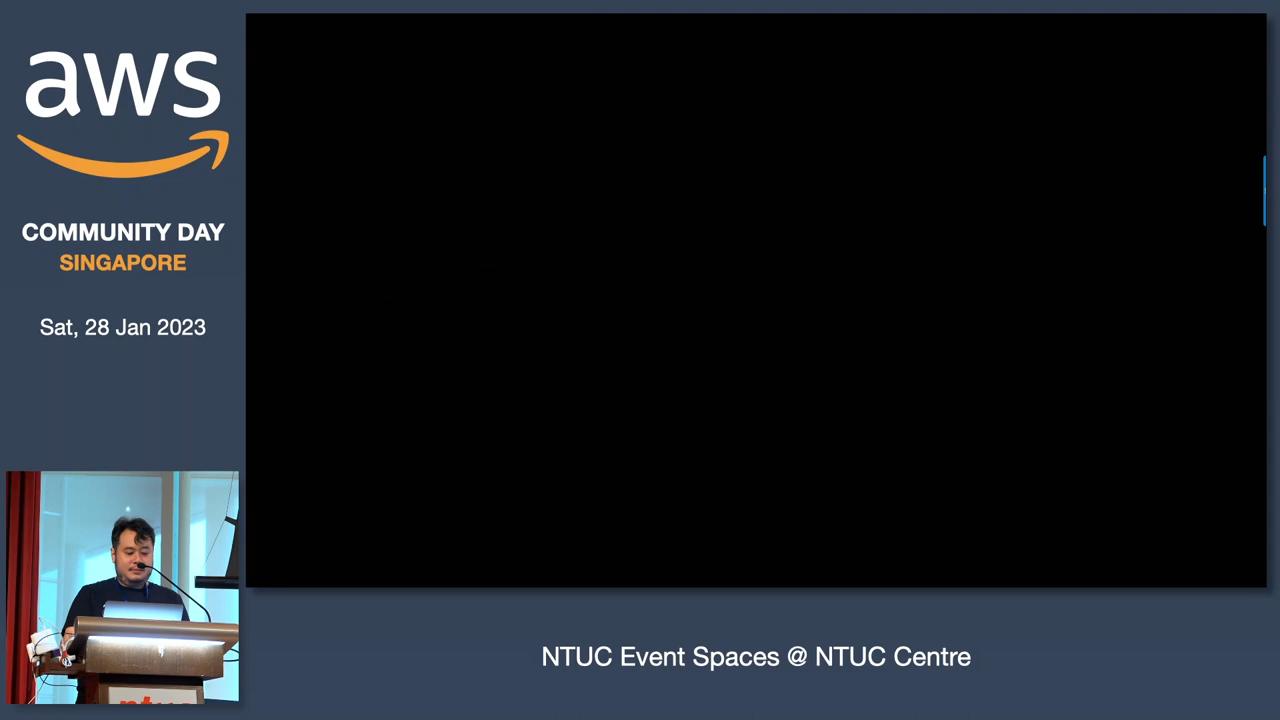 aws
COMMUNITY DAY
SINGAPORE
Sat, 28 Jan 2023
NTUC Event Spaces @ NTUC Centre